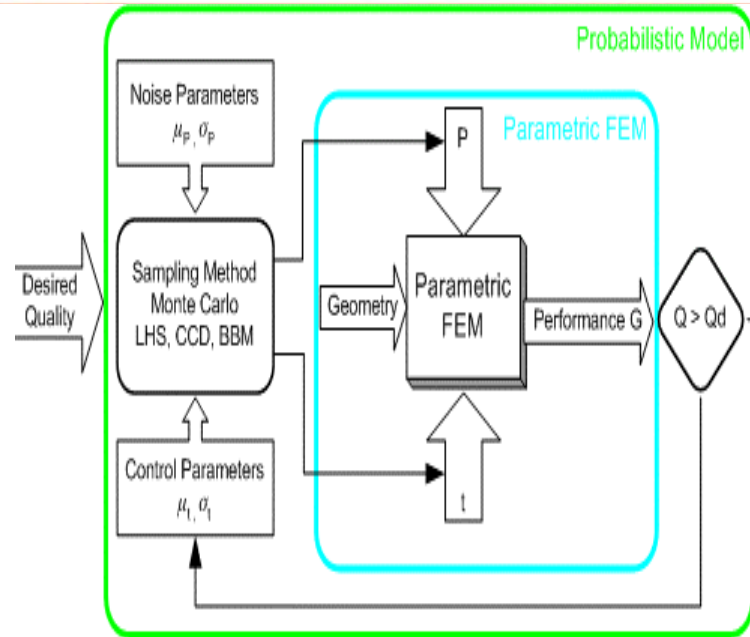 Probabilistic Model
Noise Parameters
μP, σP
Parametric FEM
P
Desired
Quality
Sampling Method
Monte Carlo
LHS, CCD, BBM
Geometry
Parametric
FEM
Performance G
Q > Qd
Control Parameters
μt, σt
t